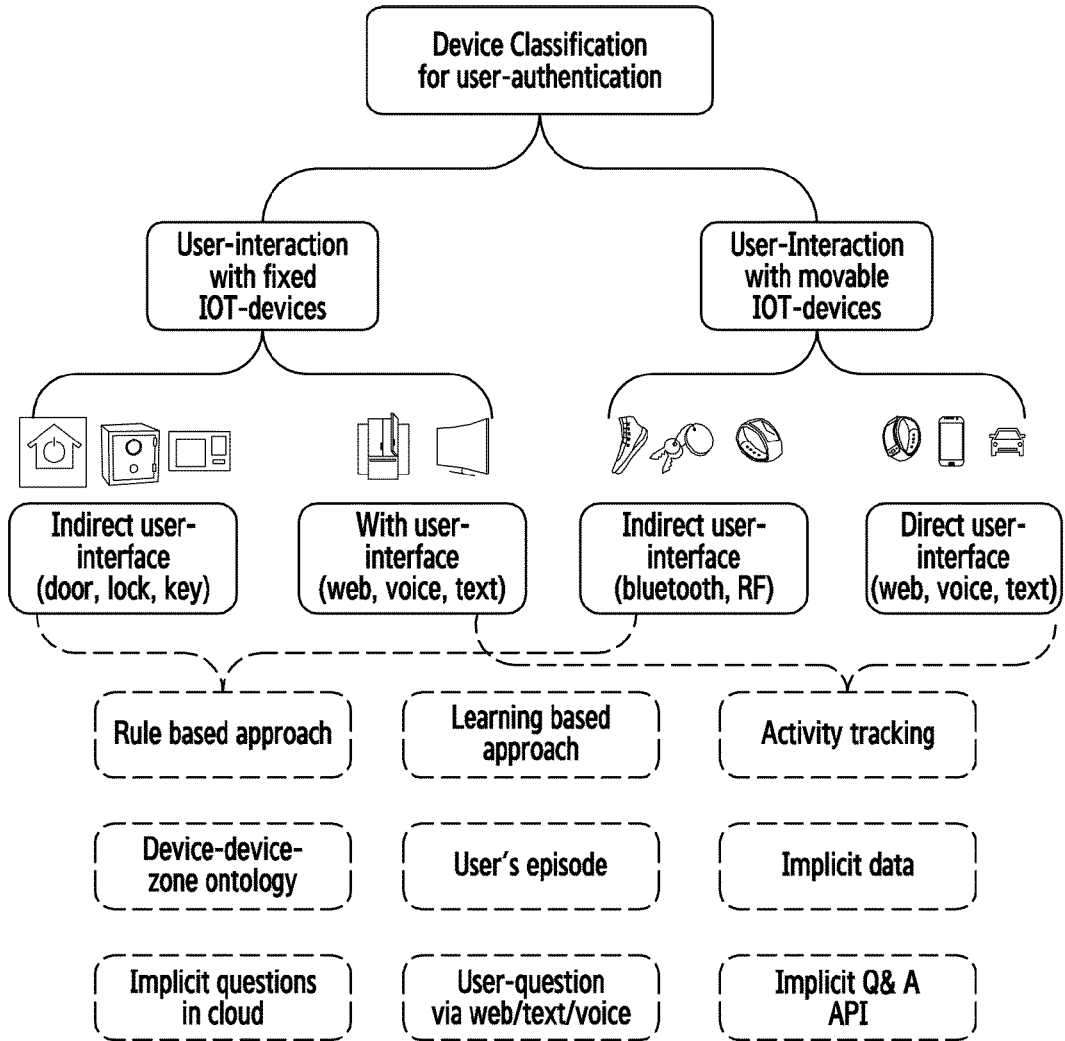 Device Classification
for user-authentication
User-interaction
with fixed
IOT-devices
User-Interaction
with movable
IOT-devices
Indirect user-
interface
(door, lock, key)
With user-
interface
(web, voice, text)
Indirect user-
interface
(bluetooth, RF)
Direct user-
interface
(web, voice, text)
Rule based approach
Learning based
approach
Activity tracking
Device-device-
zone ontology
User's episode
Implicit data
Implicit questions
in cloud
User-question
via web/text/voice
Implicit Q& A
API